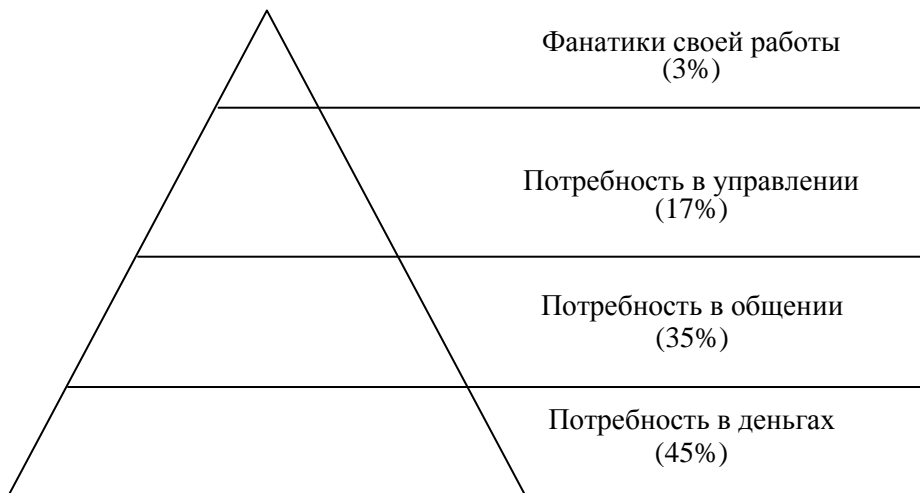 Фанатики своей работы
(3%)
Потребность в управлении
(17%)
Потребность в общении
(35%)
Потребность в деньгах
(45%)